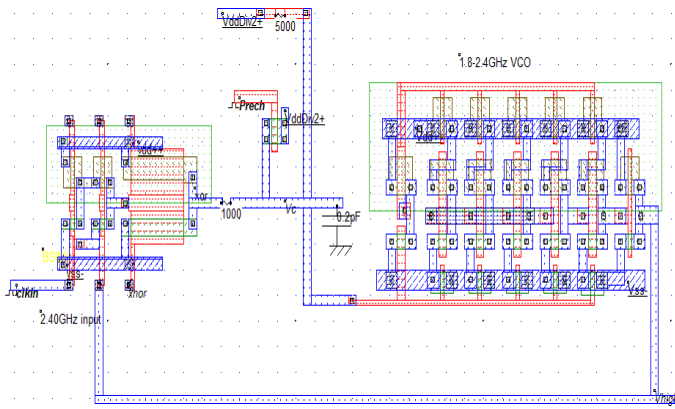 VddDiv2+
5000
1.8-2.4GHz VCO
Prech
VddDiv2+
Vdd+
Vdd+
xor
1000
Vc
0.2pF
Vss-
clkIn
xnor
Vss-
2.40GHz input
Vhigh